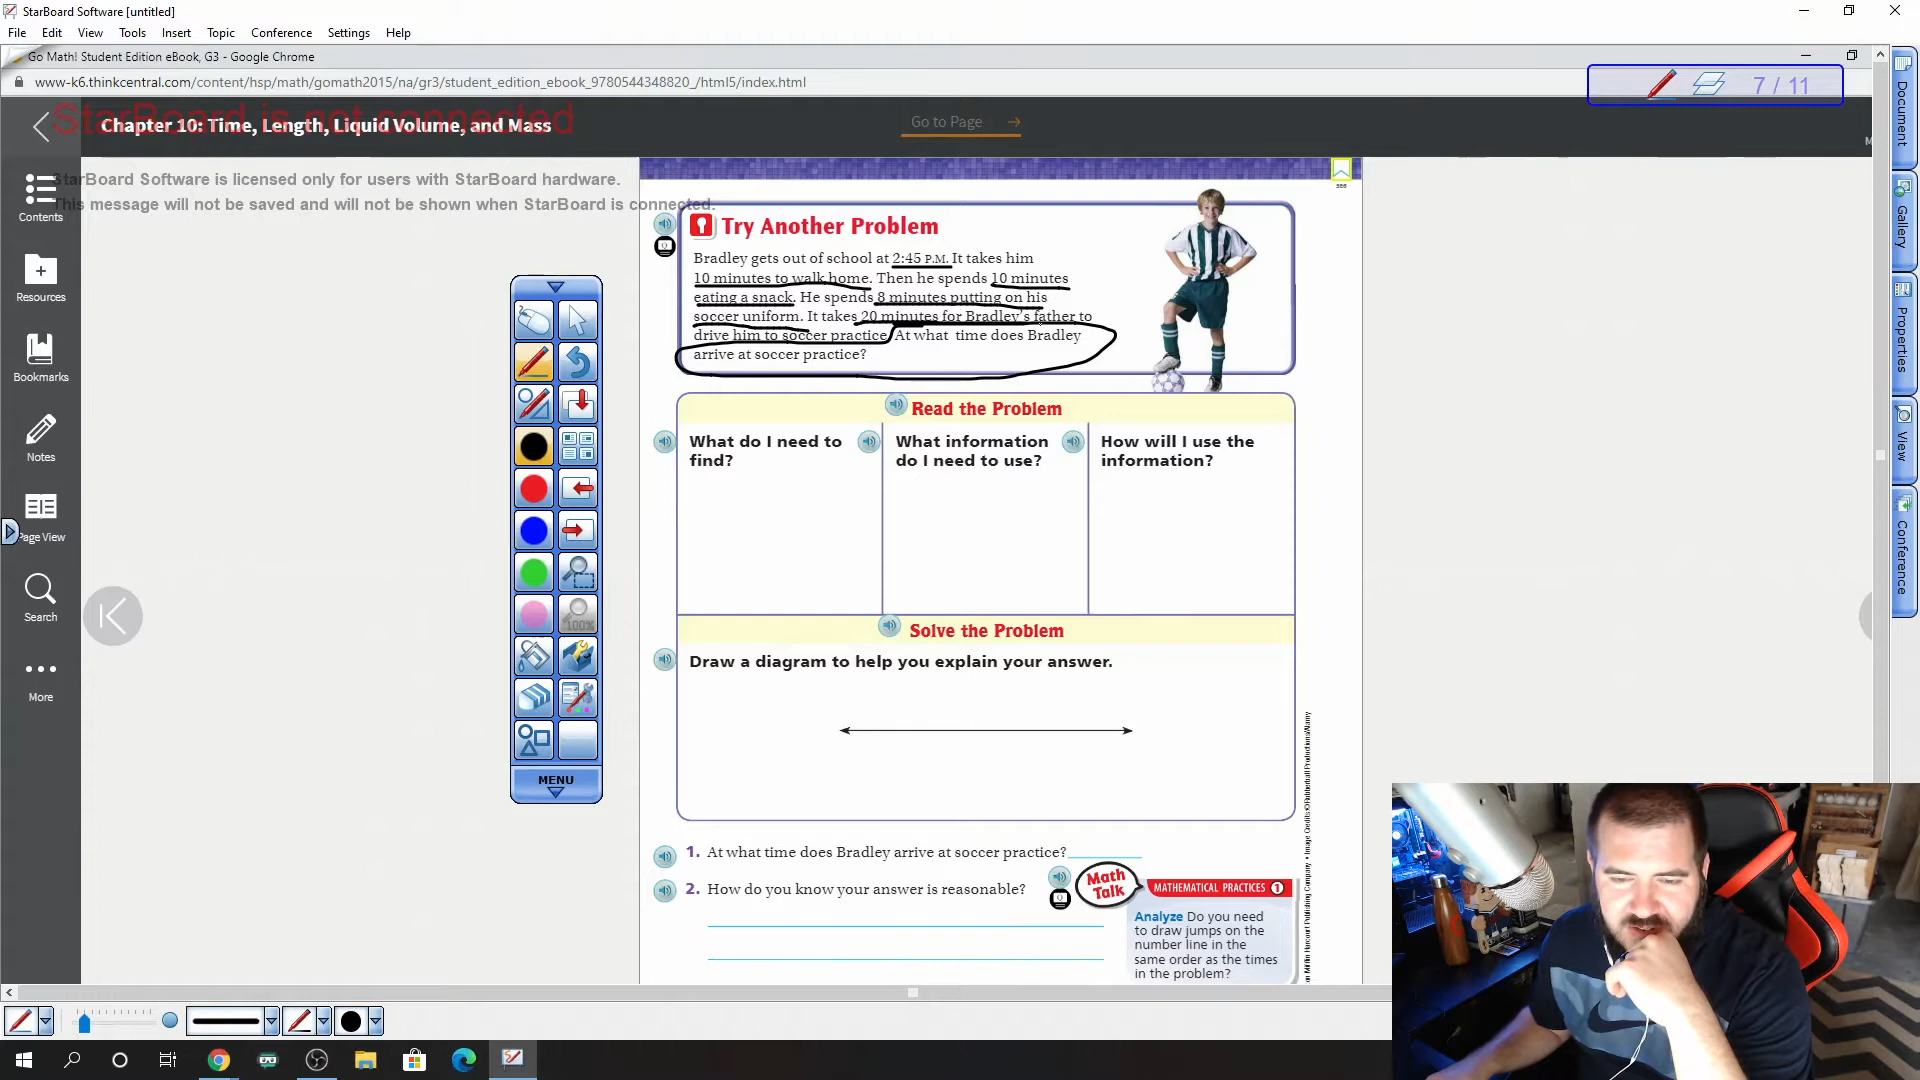 StarBoard Software [untitled]
File Edit View Tools Insert Topic Conference Settings Help
Go Math! Student Edition eBook, G3 - Google Chrome
www-k6.thinkcentral.com/content/hsp/math/gomath2015/na/gr3/student_edition_ebook_9780544348820_/html5/index.html
7 / 11
StarBoard is not connected
Chapter 10: Time, Length, Liquid Volume, and Mass
Go to Page
StarBoard Software is licensed only for users with StarBoard hardware.
This message will not be saved and will not be shown when StarBoard is connected.
Contents
Resources
Bookmarks
Notes
Page View
Search
More
MENU
100%
Try Another Problem
Bradley gets out of school at 2:45 P.M. It takes him
10 minutes to walk home. Then he spends 10 minutes
eating a snack. He spends 8 minutes putting on his
soccer uniform. It takes 20 minutes for Bradley's father to
drive him to soccer practice. At what time does Bradley
arrive at soccer practice?
Read the Problem
What do I need to
find?
What information
do I need to use?
How will I use the
information?
Solve the Problem
Draw a diagram to help you explain your answer.
1. At what time does Bradley arrive at soccer practice?
2. How do you know your answer is reasonable?
Math
Talk
MATHEMATICAL PRACTICES 1
Analyze Do you need
to draw jumps on the
number line in the
same order as the times
in the problem?
Document
Gallery
Properties
View
Conference